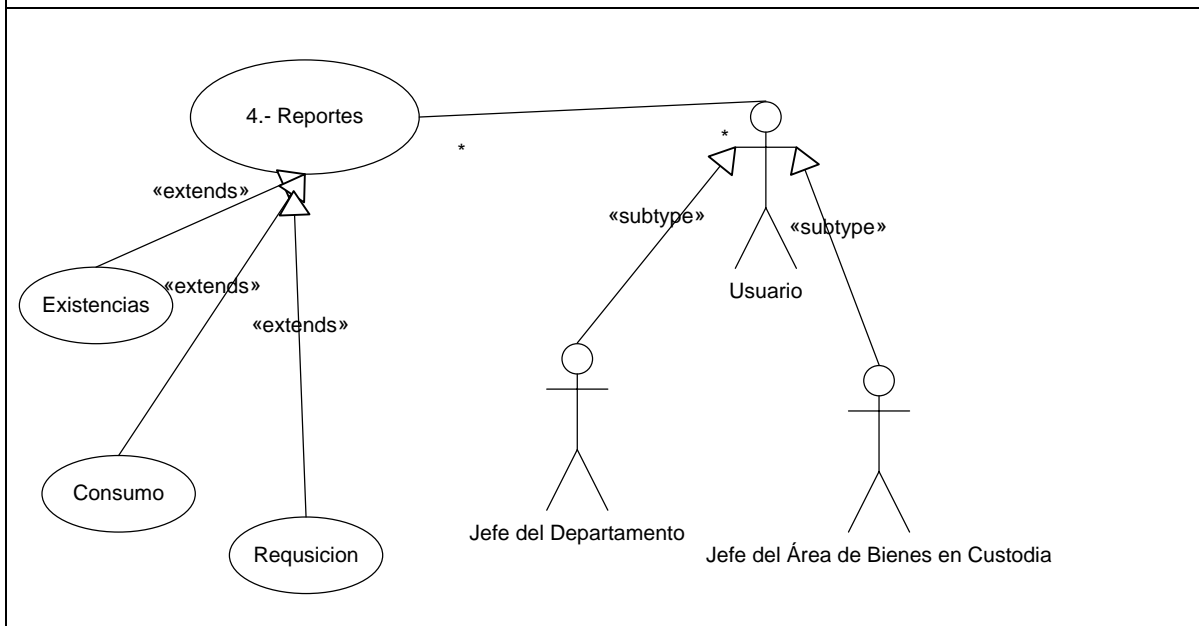 4.- Reportes
*
*
«extends»
«subtype»
«subtype»
Usuario
Existencias
«extends»
«extends»
Consumo
Requsicion
Jefe del Departamento
Jefe del Área de Bienes en Custodia